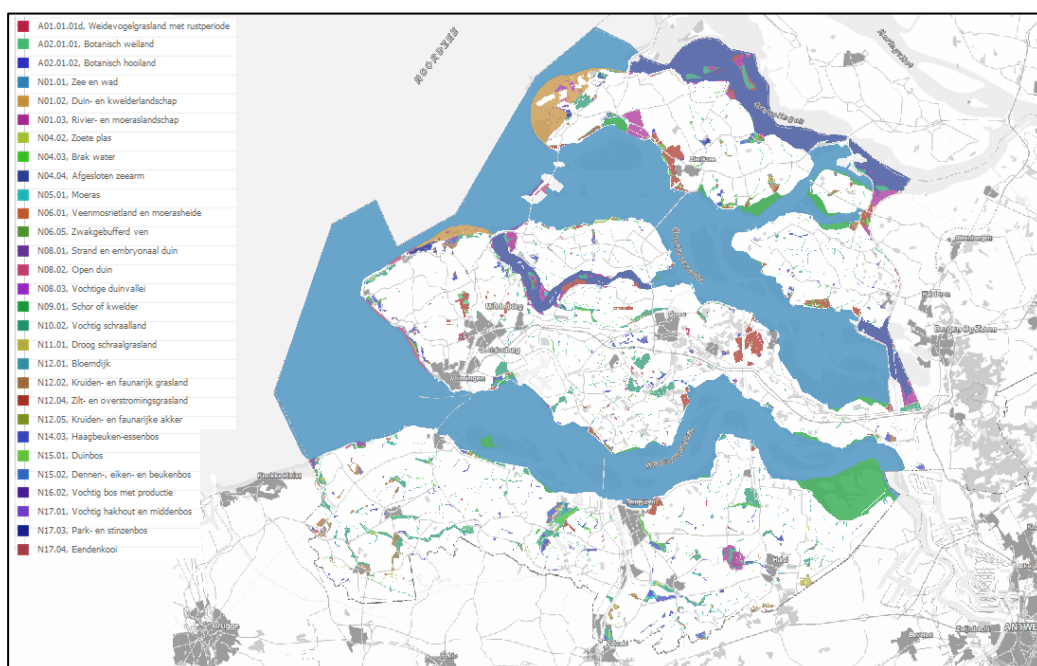 A01.01.01d, Weidevogelgrasland met rustperiode
A02.01.01, Botanisch weiland
A02.01.02, Botanisch hooiland
N01.01, Zee en wad
N01.02, Duin- en kwelderlandschap
N01.03, Rivier- en moeraslandschap
N04.02, Zoete plas
N04.03, Brak water
N04.04, Afgesloten zeearm
N05.01, Moeras
N06.01, Veenmosrietland en moerasheide
N06.05, Zwakgebufferd ven
N08.01, Strand en embryonaal duin
N08.02, Open duin
N08.03, Vochtige duinvallei
N09.01, Schor of kwelder
N10.02, Vochtig schraalland
N11.01, Droog schraalgrasland
N12.01, Bloemdijk
N12.02, Kruiden- en faunarijk grasland
N12.04, Zilt- en overstromingsgrasland
N12.05, Kruiden- en faunarijke akker
N14.03, Haagbeuken-essenbos
N15.01, Duinbos
N15.02, Dennen-, eiken- en beukenbos
N16.02, Vochtig bos met productie
N17.01, Vochtig hakhout en middenbos
N17.03, Park- en stinzenbos
N17.04, Eendenkooi
NOORDZEE
Middelburg
Vlissingen
Terneuzen
Hulst
Brugge
ANTWE